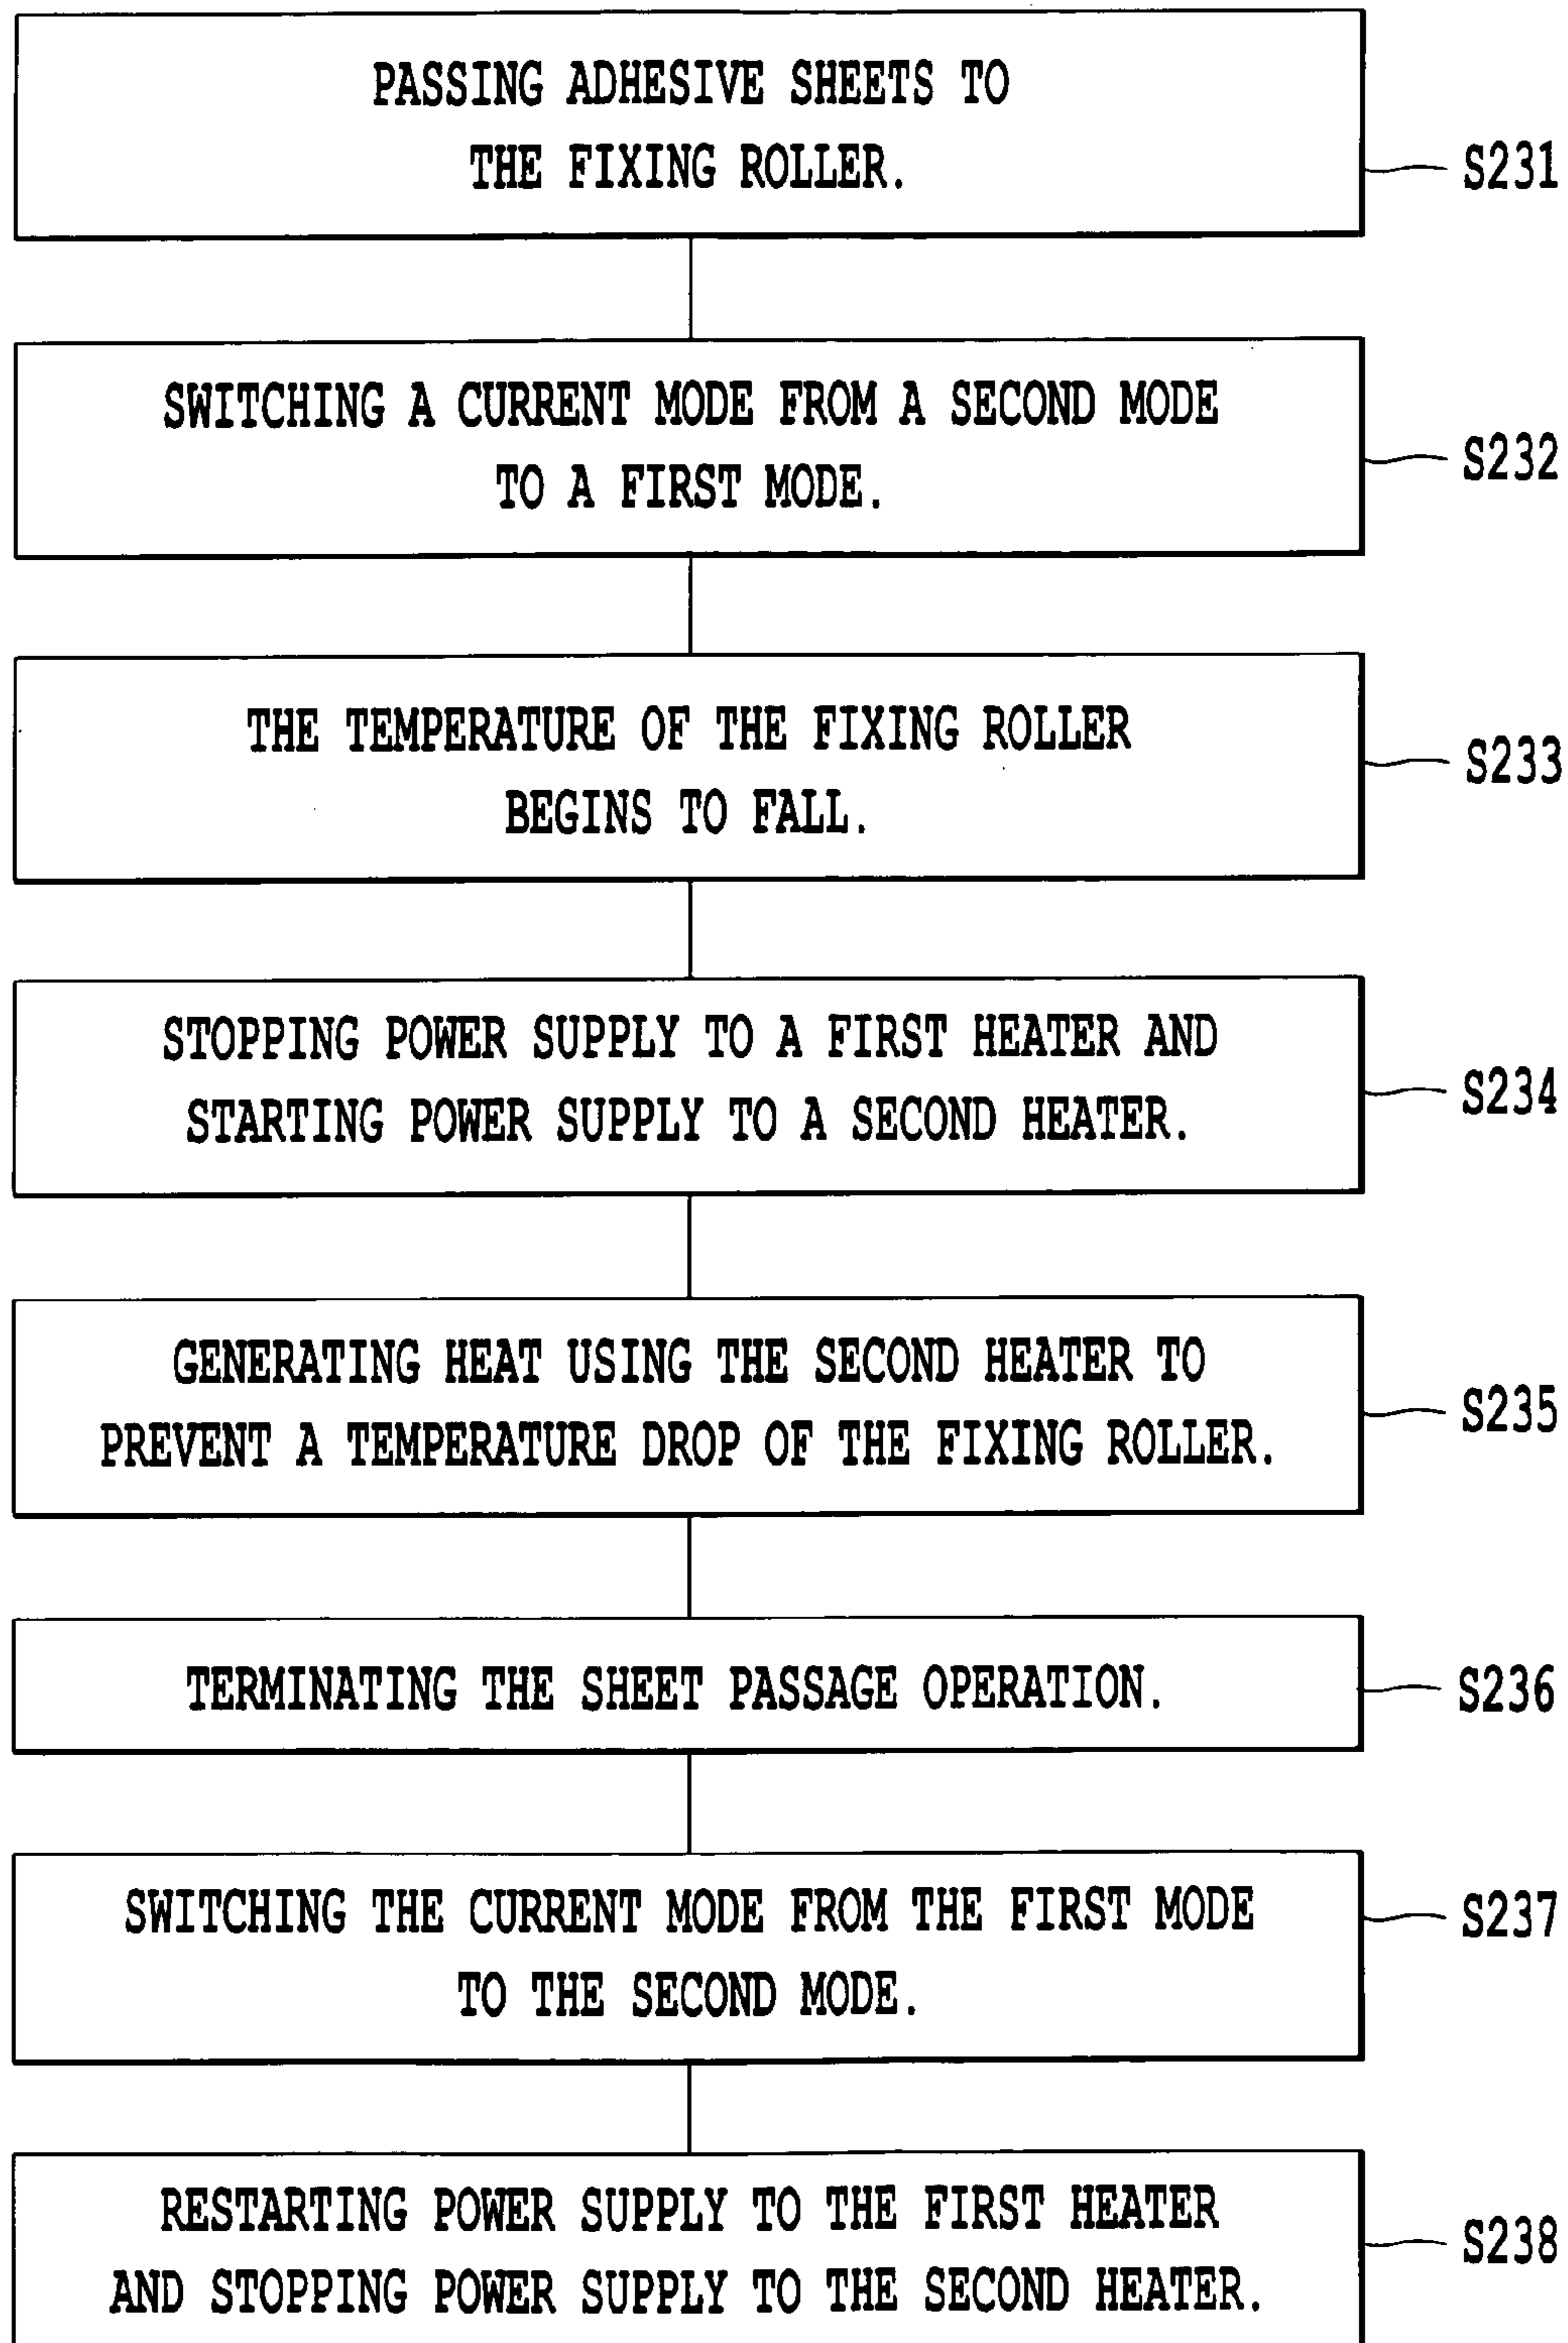 PASSING ADHESIVE SHEETS TO
THE FIXING ROLLER.
S231
SWITCHING A CURRENT MODE FROM A SECOND MODE
TO A FIRST MODE.
S232
THE TEMPERATURE OF THE FIXING ROLLER
BEGINS TO FALL.
S233
STOPPING POWER SUPPLY TO A FIRST HEATER AND
STARTING POWER SUPPLY TO A SECOND HEATER.
S234
GENERATING HEAT USING THE SECOND HEATER TO
PREVENT A TEMPERATURE DROP OF THE FIXING ROLLER.
S235
TERMINATING THE SHEET PASSAGE OPERATION.
S236
SWITCHING THE CURRENT MODE FROM THE FIRST MODE
TO THE SECOND MODE.
S237
RESTARTING POWER SUPPLY TO THE FIRST HEATER
AND STOPPING POWER SUPPLY TO THE SECOND HEATER.
S238